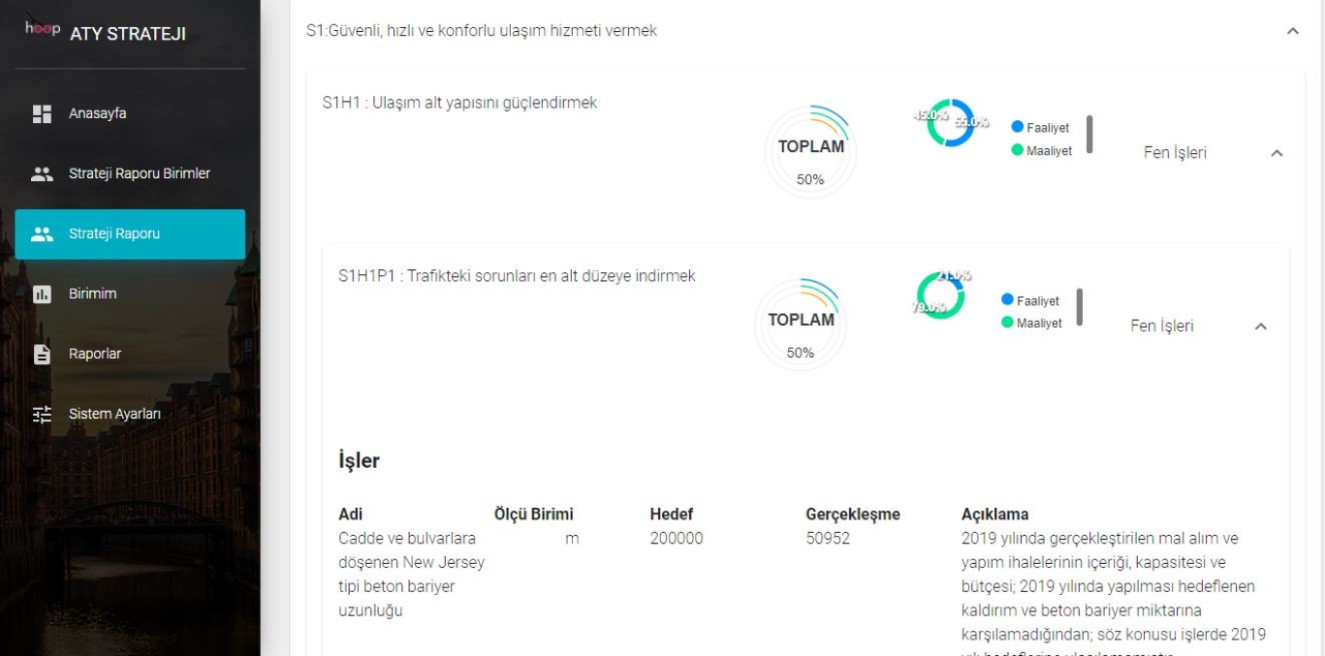 hoop ATY STRATEJI
Anasayfa
Strateji Raporu Birimler
Strateji Raporu
Birimim
Raporlar
Sistem Ayarları
S1:Güvenli, hızlı ve konforlu ulaşım hizmeti vermek
S1H1 : Ulaşım alt yapısını güçlendirmek
TOPLAM
50%
45.0%
55.0%
Faaliyet
Maaliyet
Fen İşleri
S1H1P1 : Trafikteki sorunları en alt düzeye indirmek
TOPLAM
50%
21.0%
79.0%
Faaliyet
Maaliyet
Fen İşleri
İşler
Adi Ölçü Birimi Hedef Gerçekleşme Açıklama
Cadde ve bulvarlara m 200000 50952 2019 yılında gerçekleştirilen mal alım ve
döşenen New Jersey yapım ihalelerinin içeriği, kapasitesi ve
tipi beton bariyer bütçesi; 2019 yılında yapılması hedeflenen
uzunluğu kaldırım ve beton bariyer miktarına
karşılamadığından; söz konusu işlerde 2019